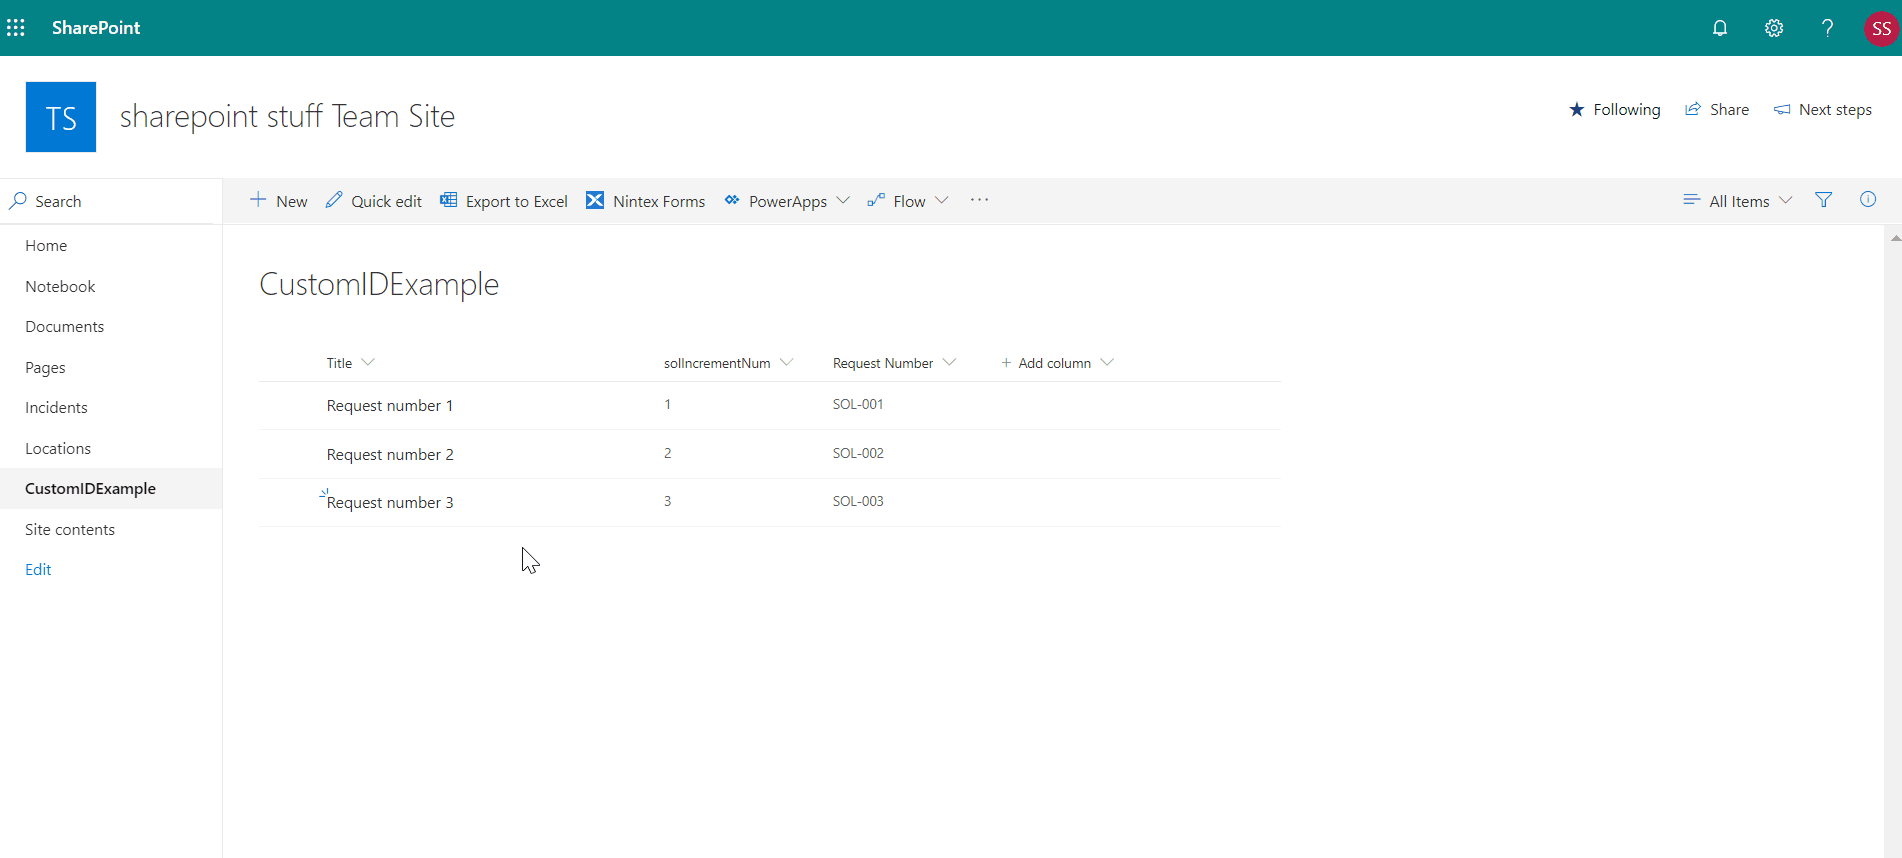 SharePoint
?
SS
TS
sharepoint stuff Team Site
Following
Share
Next steps
Search
New
Quick edit
Export to Excel
Nintex Forms
PowerApps
Flow
...
All Items
Home
Notebook
Documents
Pages
Incidents
Locations
CustomIDExample
Site contents
Edit
CustomIDExample
Title solIncrementNum Request Number + Add column
Request number 1 1 SOL-001
Request number 2 2 SOL-002
Request number 3 3 SOL-003